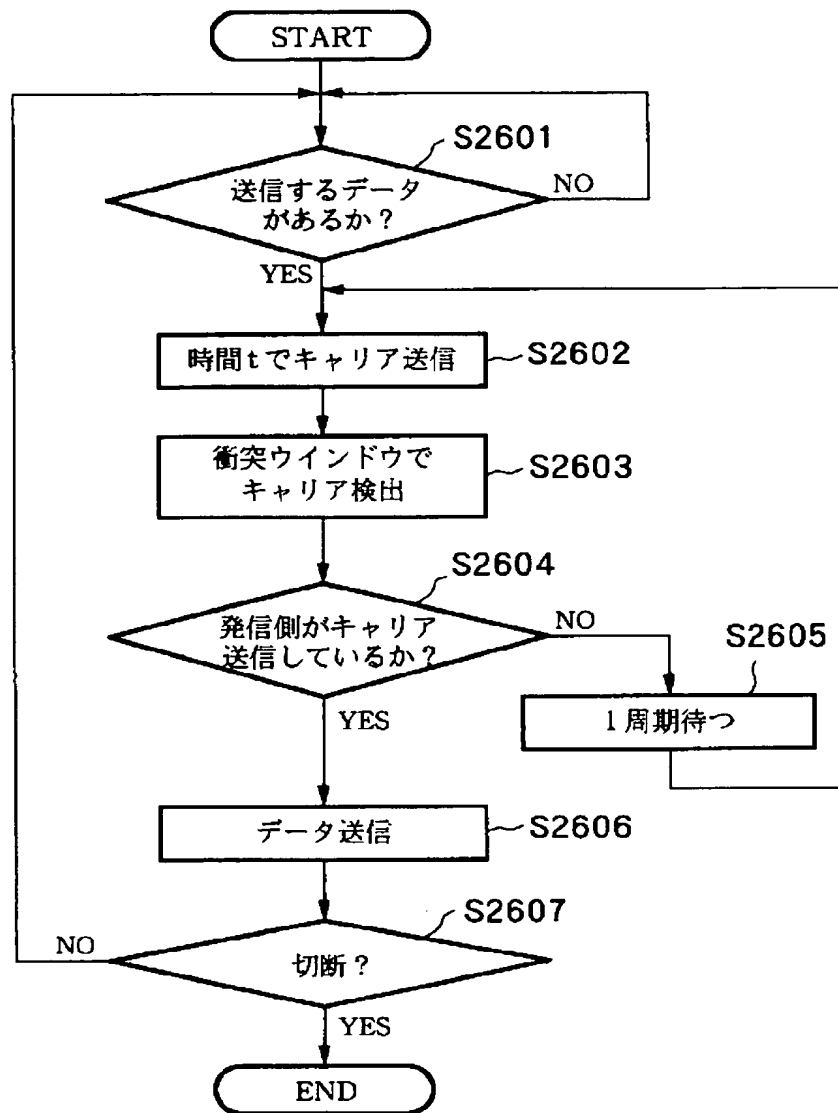 START
S2601
送信するデータ
があるか？
NO
YES
時間tでキャリア送信
S2602
衝突ウインドウで
キャリア検出
S2603
S2604
発信側がキャリア
送信しているか？
NO
S2605
YES
1周期待つ
データ送信
S2606
S2607
NO
切断？
YES
END